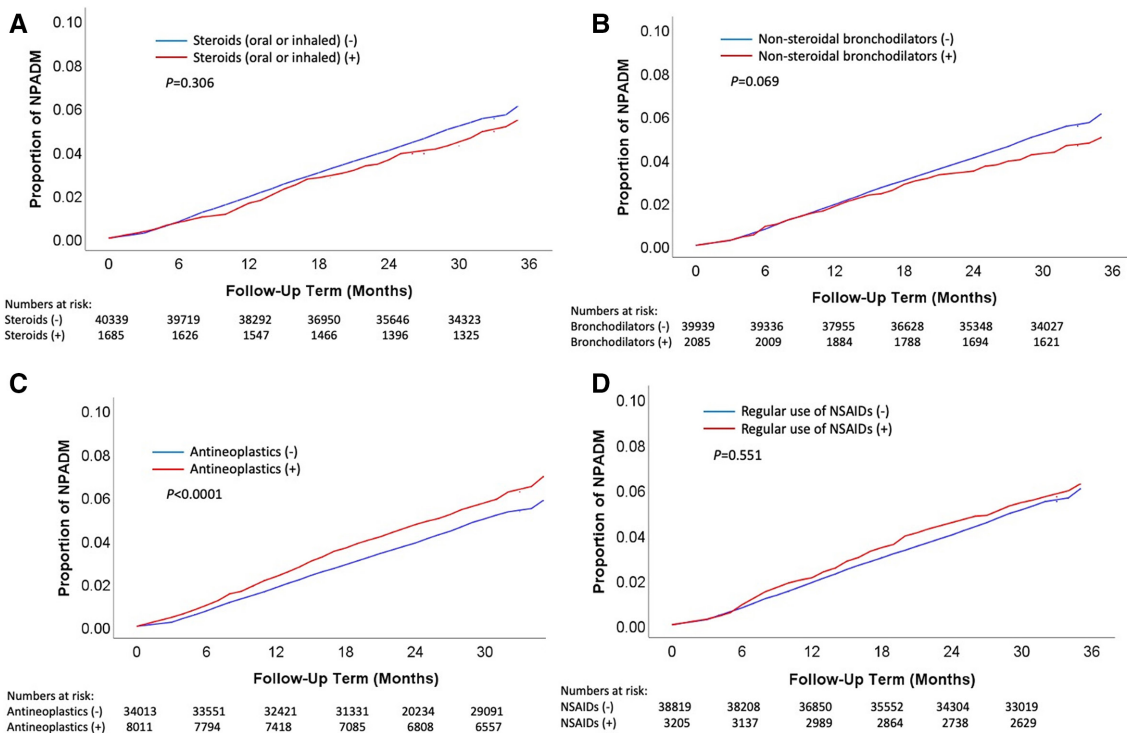 A
Steroids (oral or inhaled) (-)
Steroids (oral or inhaled) (+)
P=0.306
Proportion of NPADM
0.10
0.08
0.06
0.04
0.02
0.00
0 6 12 18 24 30 36
Follow-Up Term (Months)
Numbers at risk:
Steroids (-) 40339 39719 38292 36950 35646 34323
Steroids (+) 1685 1626 1547 1466 1396 1325
B
Non-steroidal bronchodilators (-)
Non-steroidal bronchodilators (+)
P=0.069
Proportion of NPADM
0.10
0.08
0.06
0.04
0.02
0.00
0 6 12 18 24 30 36
Follow-Up Term (Months)
Numbers at risk:
Bronchodilators (-) 39939 39336 37955 36628 35348 34027
Bronchodilators (+) 2085 2009 1884 1788 1694 1621
C
Antineoplastics (-)
Antineoplastics (+)
P<0.0001
Proportion of NPADM
0.10
0.08
0.06
0.04
0.02
0.00
0 6 12 18 24 30
Follow-Up Term (Months)
Numbers at risk:
Antineoplastics (-) 34013 33551 32421 31331 20234 29091
Antineoplastics (+) 8011 7794 7418 7085 6808 6557
D
Regular use of NSAIDs (-)
Regular use of NSAIDs (+)
P=0.551
Proportion of NPADM
0.10
0.08
0.06
0.04
0.02
0.00
0 6 12 18 24 30 36
Follow-Up Term (Months)
Numbers at risk:
NSAIDs (-) 38819 38208 36850 35552 34304 33019
NSAIDs (+) 3205 3137 2989 2864 2738 2629